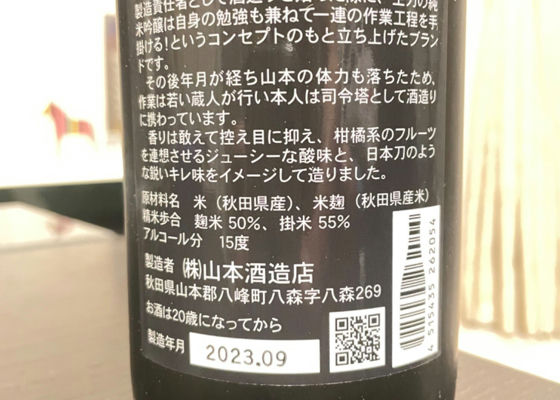 製造責任者として酒造りを始めた際に、主力の純
米吟醸は自身の勉強も兼ねて一連の作業工程を手
掛ける!というコンセプトのもと立ち上げたブラン
ドです。
その後年月が経ち山本の体力も落ちたため、
作業は若い蔵人が行い本人は司令塔として酒造り
に携わっています。
香りは敢えて控え目に抑え、柑橘系のフルーツ
を連想させるジューシーな酸味と、日本刀のよう
な鋭いキレ味をイメージして造りました。
原材料名 米(秋田県産)、米麹(秋田県産米)
精米歩合 麹米50%、掛米55%
アルコール分 15度
製造者 ㈱山本酒造店
秋田県山本郡八峰町八森字八森269
お酒は20歳になってから
製造年月 2023.09
4 515435 262054